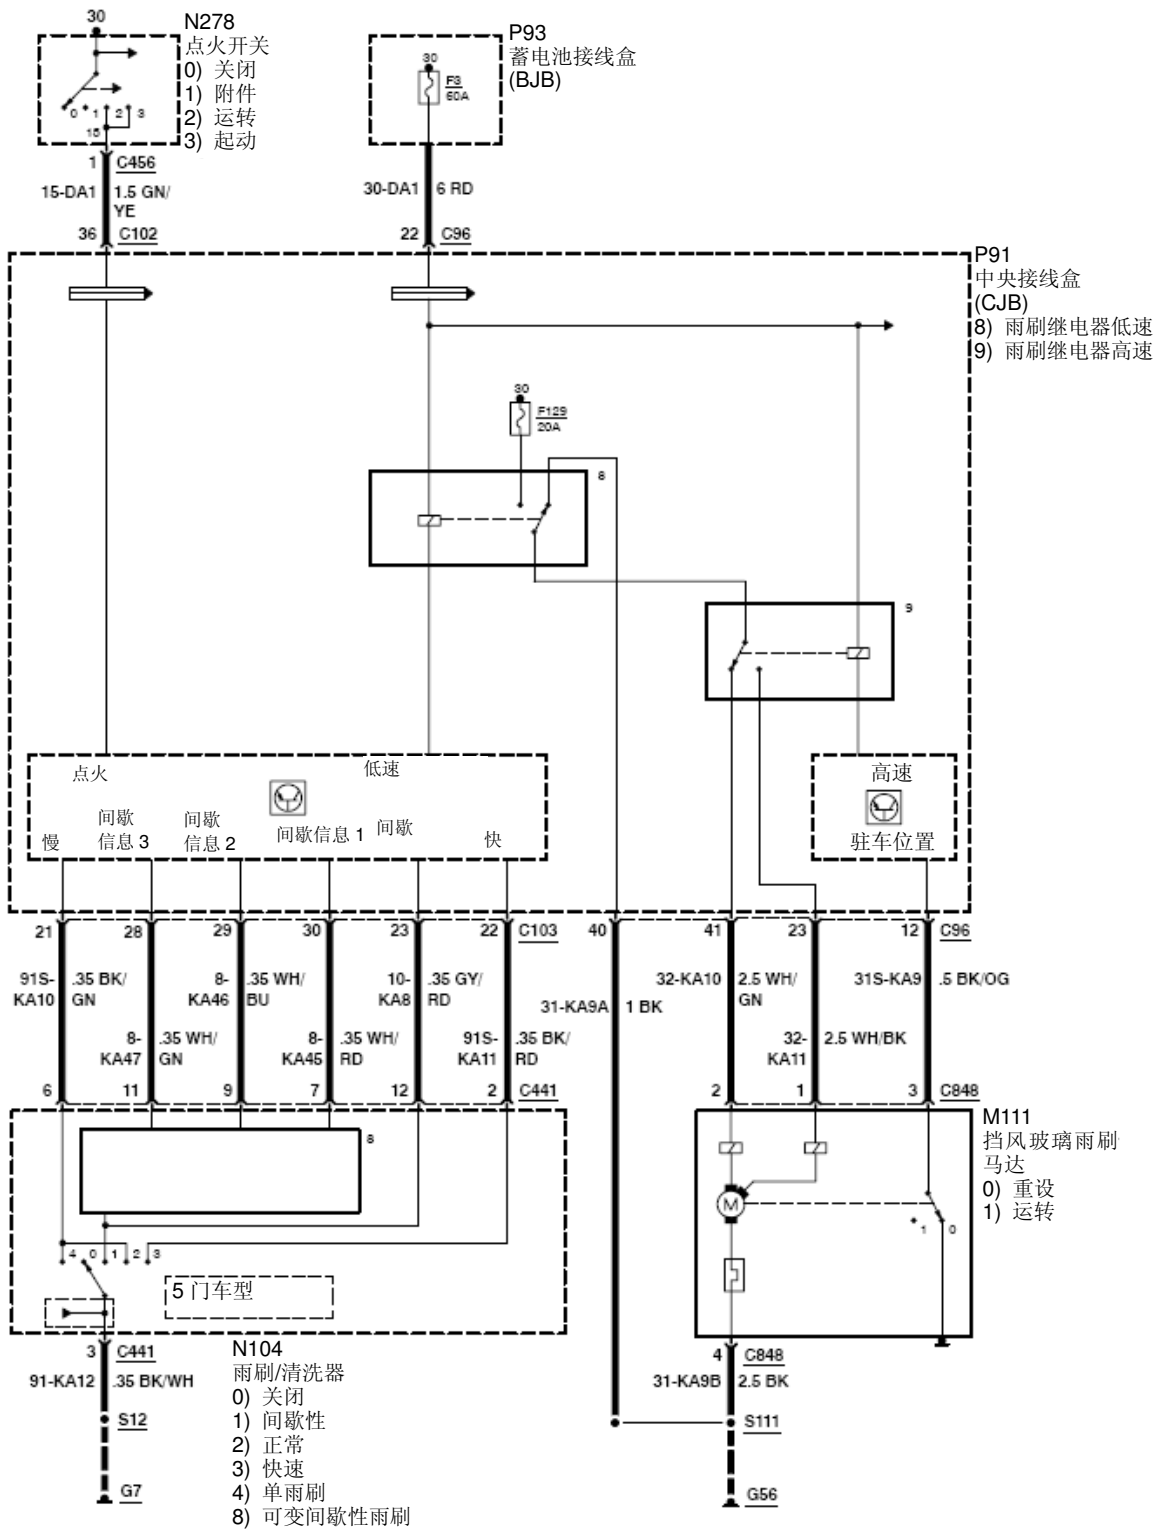 30
N278
点火开关
0) 关闭
1) 附件
2) 运转
3) 起动
0 1 2 3
15
P93
蓄电池接线盒
(BJB)
30
F3
60A
1 C456
15-DA1 1.5 GN/
YE
36 C102
30-DA1 6 RD
22 C96
P91
中央接线盒
(CJB)
8) 雨刷继电器低速
9) 雨刷继电器高速
30
F129
20A
8
9
点火
低速
间歇
信息 3
间歇
信息 2
间歇信息 1
间歇
慢
快
高速
驻车位置
21 28 29 30 23 22 C103
40 41 23 12 C96
91S-
KA10
.35 BK/
GN
8-
KA46
.35 WH/
BU
10-
KA8
.35 GY/
RD
8-
KA47
.35 WH/
GN
8-
KA45
.35 WH/
RD
91S-
KA11
.35 BK/
RD
31-KA9A 1 BK
32-KA10 2.5 WH/
GN
32-
KA11
2.5 WH/BK
31S-KA9 .5 BK/OG
6 11 9 7 12 2 C441
2 1 3 C848
8
4 0 1 2 3
5 门车型
M111
挡风玻璃雨刷
马达
0) 重设
1) 运转
M
1 0
3 C441
91-KA12 .35 BK/WH
S12
G7
N104
雨刷/清洗器
0) 关闭
1) 间歇性
2) 正常
3) 快速
4) 单雨刷
8) 可变间歇性雨刷
4 C848
31-KA9B 2.5 BK
S111
G56